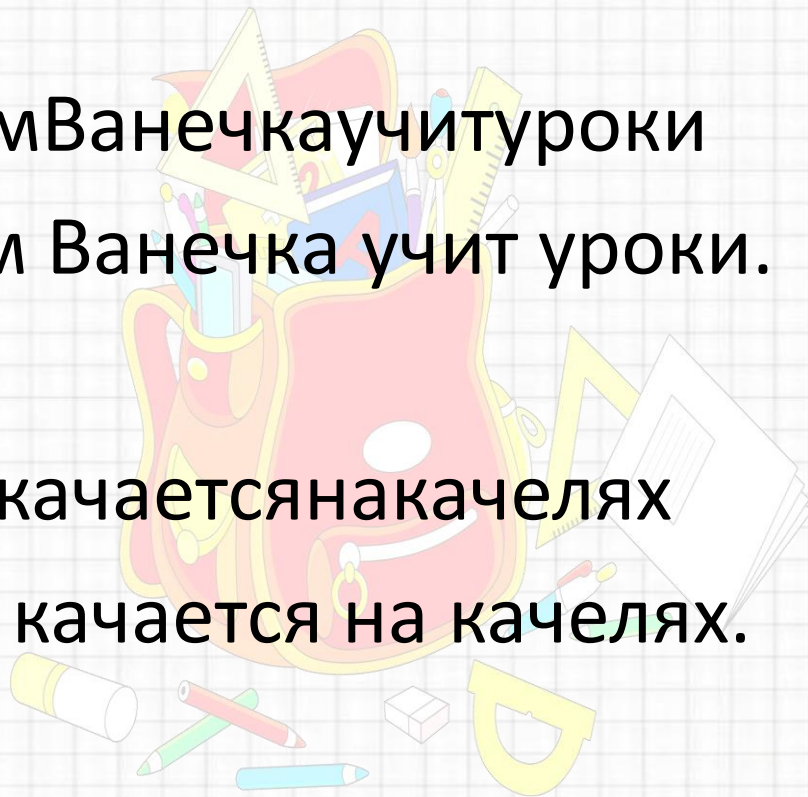 мВанечкаучитуроки
м Ванечка учит уроки.
качаетсянакачелях
качается на качелях.